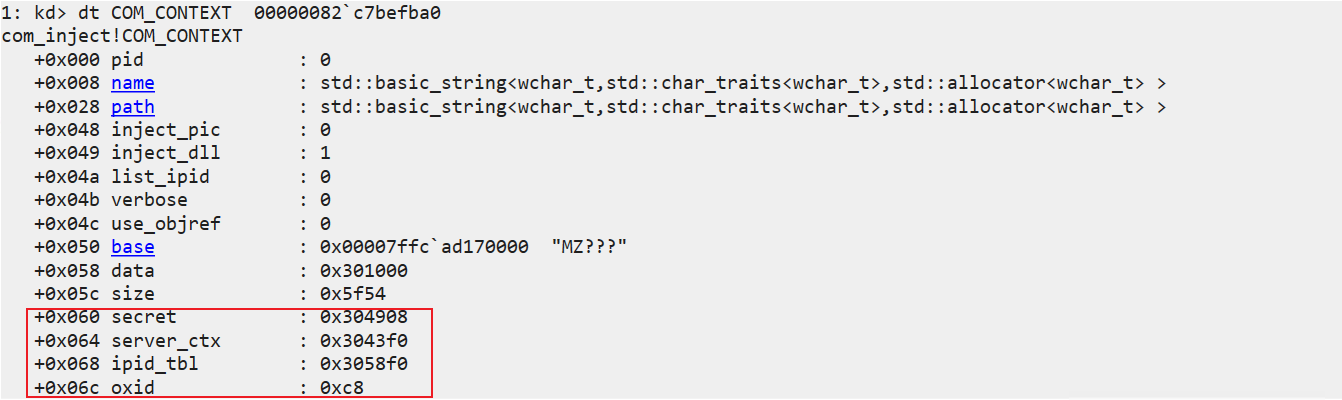 1: kd> dt COM_CONTEXT  00000082`c7befba0
com_inject!COM_CONTEXT
   +0x000 pid              : 0
   +0x008 name             : std::basic_string<wchar_t,std::char_traits<wchar_t>,std::allocator<wchar_t> >
   +0x028 path             : std::basic_string<wchar_t,std::char_traits<wchar_t>,std::allocator<wchar_t> >
   +0x048 inject_pic       : 0
   +0x049 inject_dll       : 1
   +0x04a list_ipid        : 0
   +0x04b verbose          : 0
   +0x04c use_objref       : 0
   +0x050 base             : 0x00007ffc`ad170000  "MZ???"
   +0x058 data             : 0x301000
   +0x05c size             : 0x5f54
   +0x060 secret           : 0x304908
   +0x064 server_ctx       : 0x3043f0
   +0x068 ipid_tbl         : 0x3058f0
   +0x06c oxid             : 0xc8